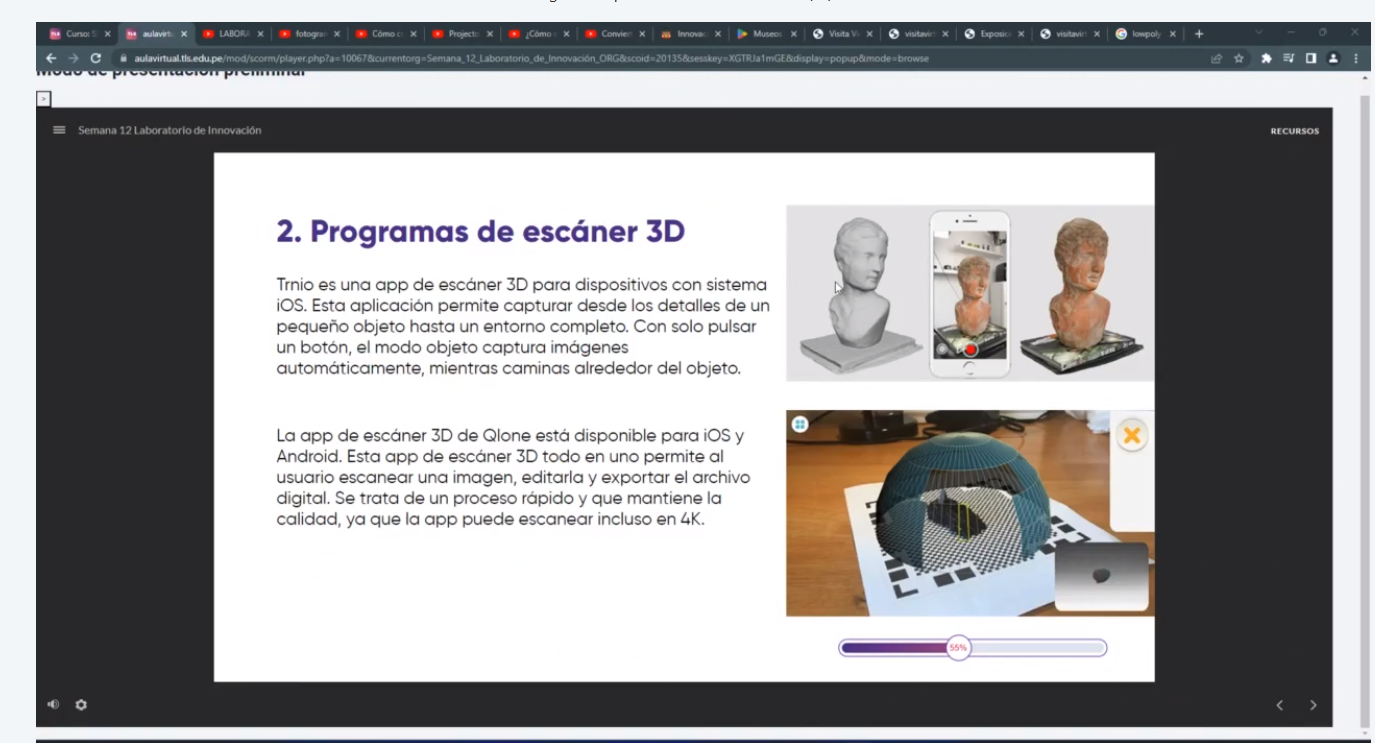 Curso: S
aulavirtu
LABORA
fotogram
Cómo c
Projecto
¿Cómo
Convier
Innovac
Museos
Visita Vi
visitavirt
Exposic
visitavirt
lowpoly
aulavirtual.tls.edu.pe/mod/scorm/player.php?a=10067&currentorg=Semana_12_Laboratorio_de_Innovación_ORG&scoid=20135&sesskey=XGTRJa1mGE&display=popup&mode=browse
Modo de presentación preliminar
>
Semana 12 Laboratorio de Innovación
RECURSOS
2. Programas de escáner 3D
Trnio es una app de escáner 3D para dispositivos con sistema
iOS. Esta aplicación permite capturar desde los detalles de un
pequeño objeto hasta un entorno completo. Con solo pulsar
un botón, el modo objeto captura imágenes
automáticamente, mientras caminas alrededor del objeto.
La app de escáner 3D de Qlone está disponible para iOS y
Android. Esta app de escáner 3D todo en uno permite al
usuario escanear una imagen, editarla y exportar el archivo
digital. Se trata de un proceso rápido y que mantiene la
calidad, ya que la app puede escanear incluso en 4K.
55%